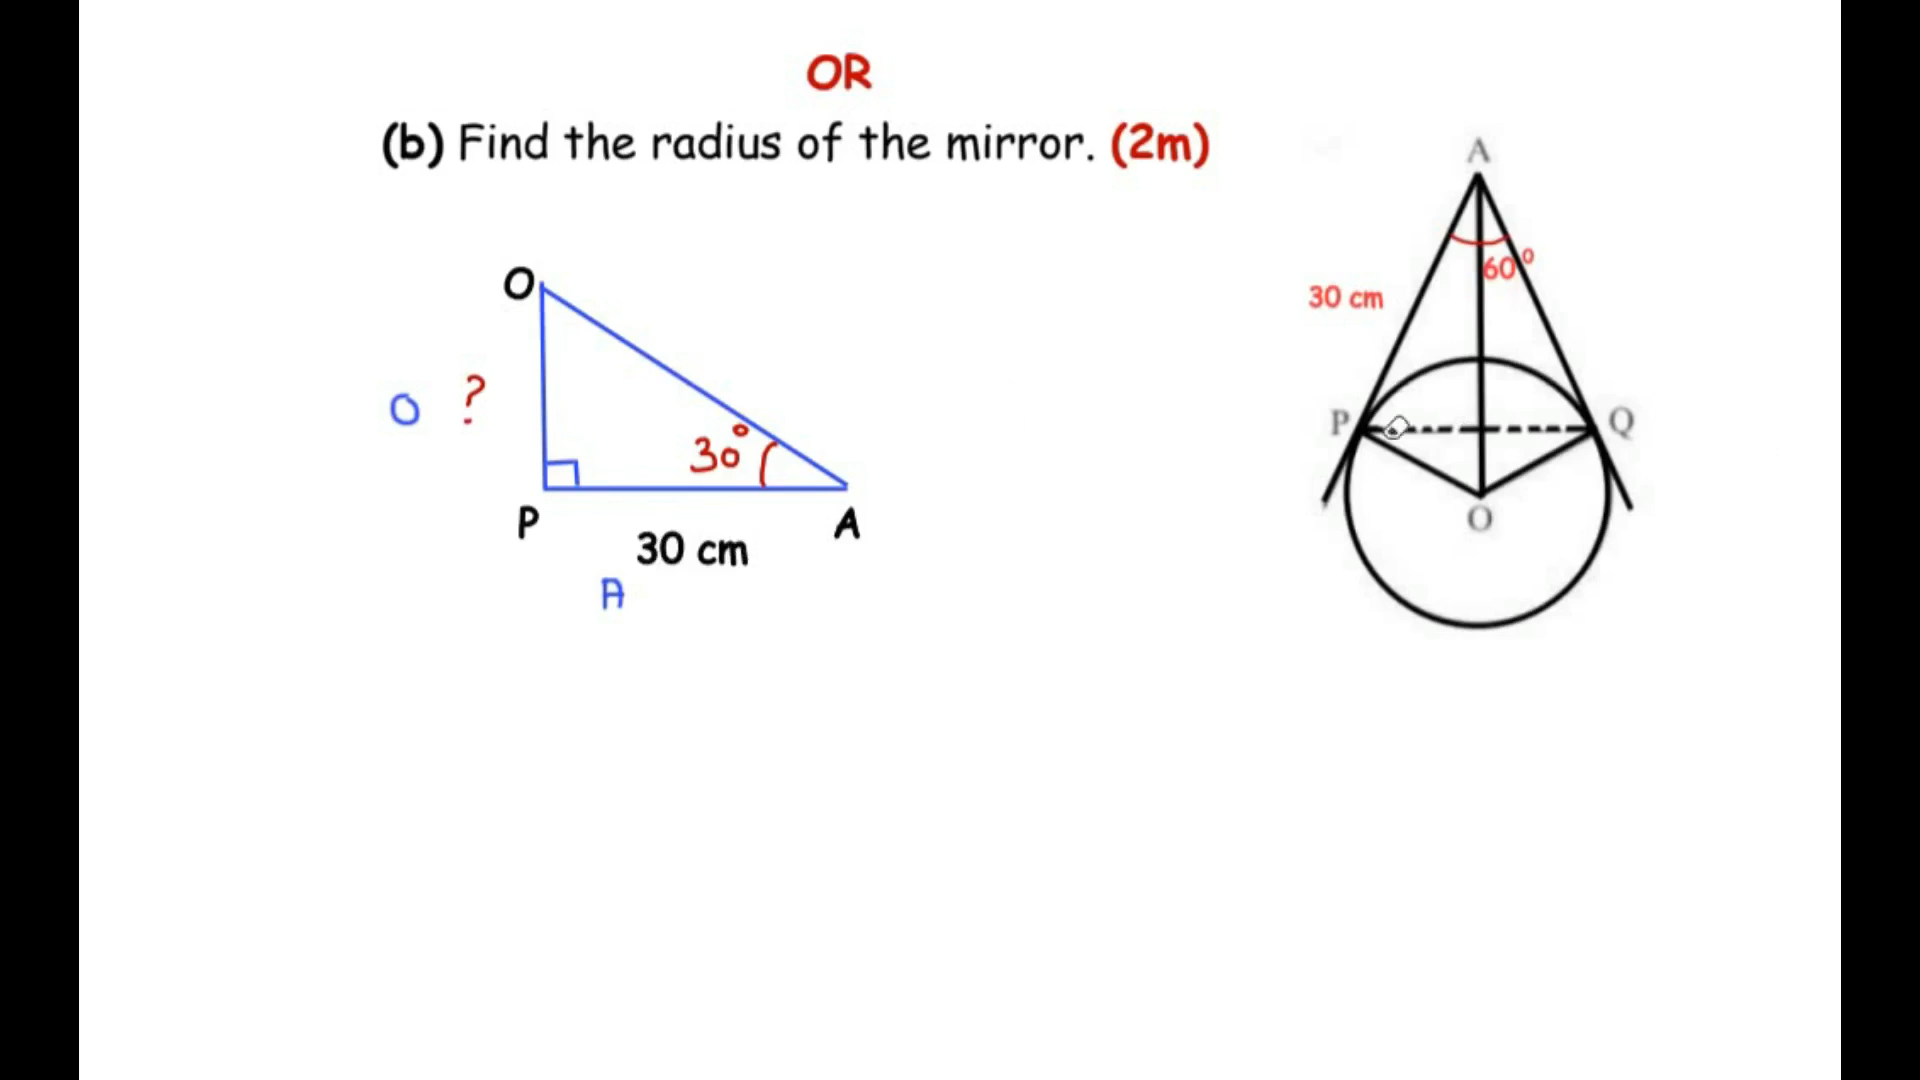 OR
(b) Find the radius of the mirror. (2m)
A
60°
30 cm
P
Q
O
O
O ?
30°
P
A
30 cm
A